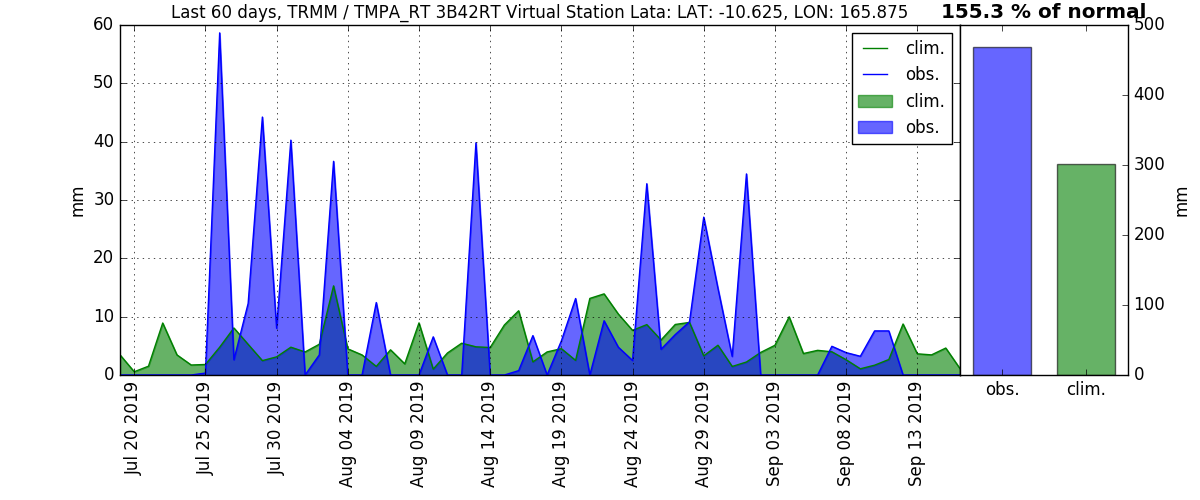 Last 60 days, TRMM / TMPA_RT 3B42RT Virtual Station Lata: LAT: -10.625, LON: 165.875
155.3 % of normal
60
50
40
30
20
10
0
mm
clim.
obs.
clim.
obs.
500
400
300
200
100
0
mm
Jul 20 2019
Jul 25 2019
Jul 30 2019
Aug 04 2019
Aug 09 2019
Aug 14 2019
Aug 19 2019
Aug 24 2019
Aug 29 2019
Sep 03 2019
Sep 08 2019
Sep 13 2019
obs.
clim.